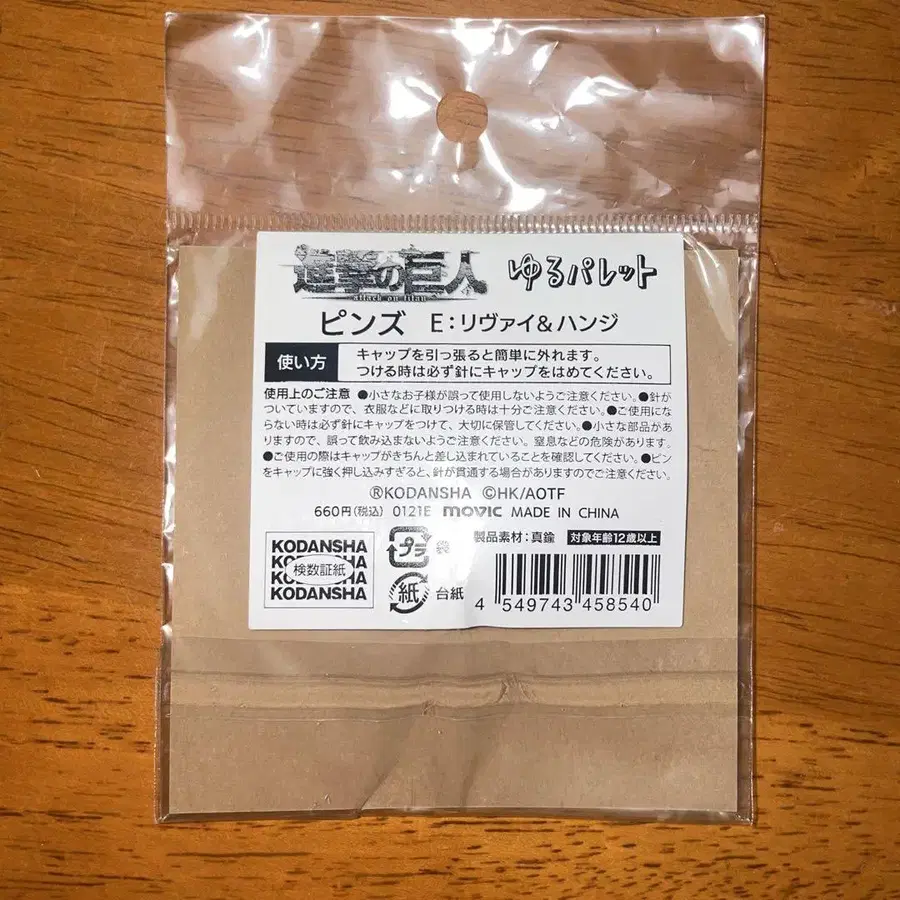 進撃の巨人 ゆるパレット
attack on titan
ピンズ E:リヴァイ&ハンジ
使い方 キャップを引っ張ると簡単に外れます。
つける時は必ず針にキャップをはめてください。
使用上のご注意 ●小さなお子様が誤って使用しないようご注意ください。●針が
ついていますので、衣服などに取りつける時は十分ご注意ください。●ご使用にな
らない時は必ず針にキャップをつけて、大切に保管してください。●小さな部品があ
りますので、誤って飲み込まないようご注意ください。窒息などの危険があります。
●ご使用の際はキャップがきちんと差し込まれていることを確認してください。●ピン
をキャップに強く押し込みすぎると、針が貫通する場合がありますのでご注意ください。
®KODANSHA ©HK/AOTF
660円(税込) 0121E movic MADE IN CHINA
KODANSHA
KODANSHA
検数証紙
KODANSHA
KODANSHA
プラ 袋
紙 台紙
製品素材:真鍮 対象年齢12歳以上
4 549743 458540